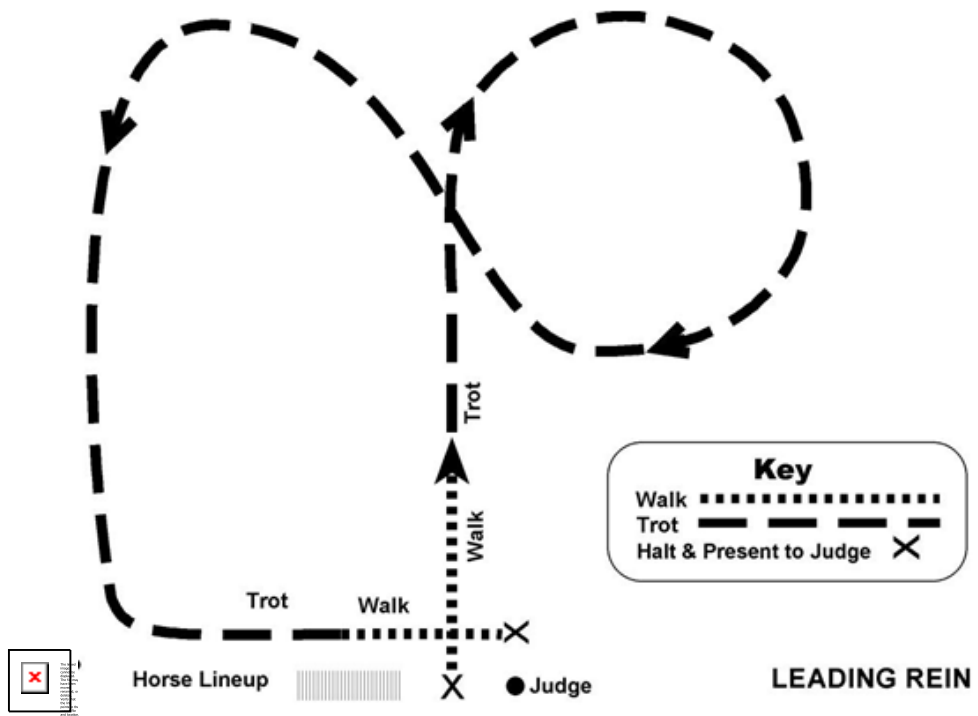 Trot
Walk
Key
Walk
Trot
Halt & Present to Judge
Trot
Walk
Horse Lineup
Judge
LEADING REIN